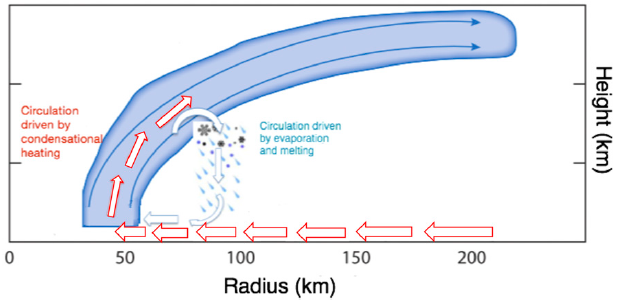 Circulation
driven by
condensational
heating
Circulation driven
by evaporation
and melting
Height (km)
0
50
100
150
200
Radius (km)